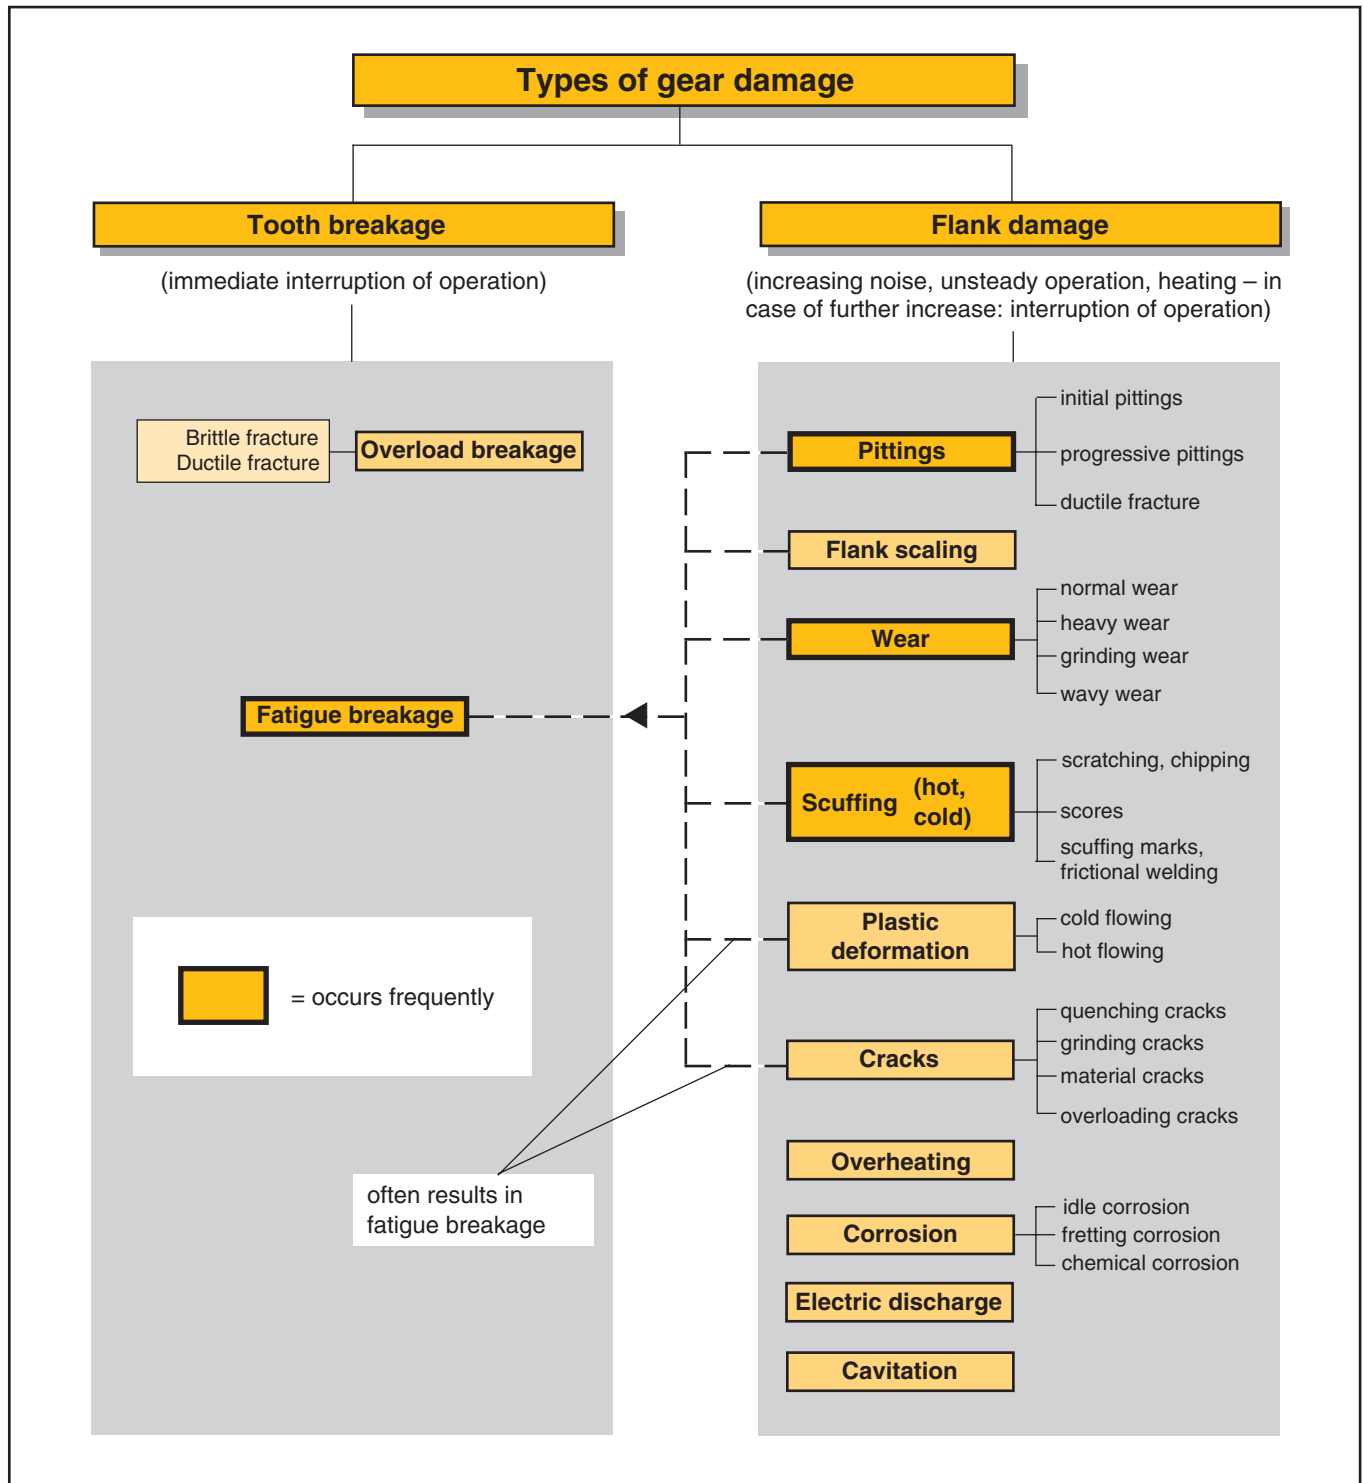 Types of gear damage
Tooth breakage
(immediate interruption of operation)
Brittle fracture
Ductile fracture
Overload breakage
Fatigue breakage
= occurs frequently
often results in
fatigue breakage
Flank damage
(increasing noise, unsteady operation, heating – in
case of further increase: interruption of operation)
Pittings
initial pittings
progressive pittings
ductile fracture
Flank scaling
Wear
normal wear
heavy wear
grinding wear
wavy wear
Scuffing (hot,
cold)
scratching, chipping
scores
scuffing marks,
frictional welding
Plastic
deformation
cold flowing
hot flowing
Cracks
quenching cracks
grinding cracks
material cracks
overloading cracks
Overheating
Corrosion
idle corrosion
fretting corrosion
chemical corrosion
Electric discharge
Cavitation